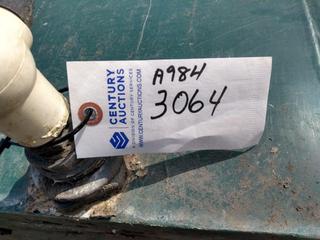 CENTURY
AUCTIONS
A DIVISION OF CENTURY SERVICES
WWW.CENTURYAUCTIONS.COM
A984
3064